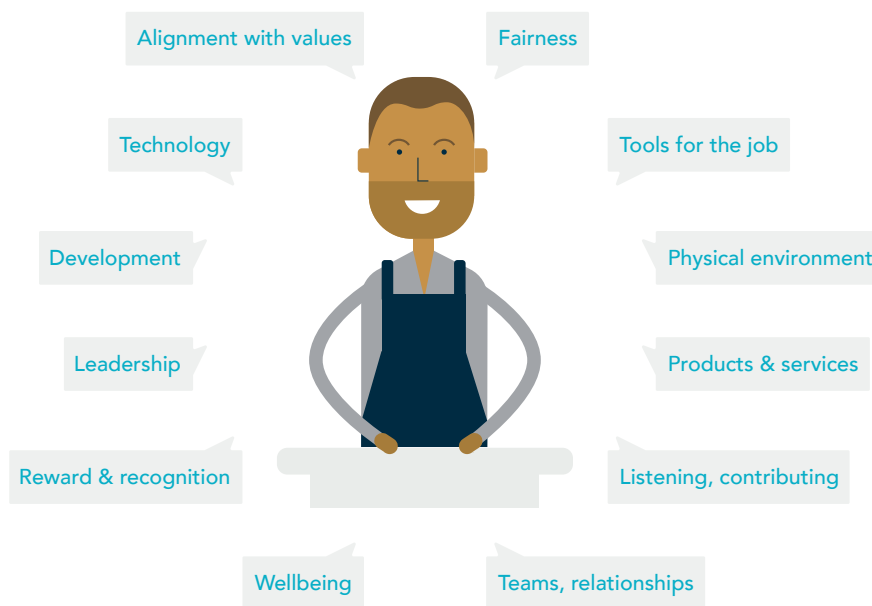 Alignment with values
Fairness
Technology
Tools for the job
Development
Physical environment
Leadership
Products & services
Reward & recognition
Listening, contributing
Wellbeing
Teams, relationships